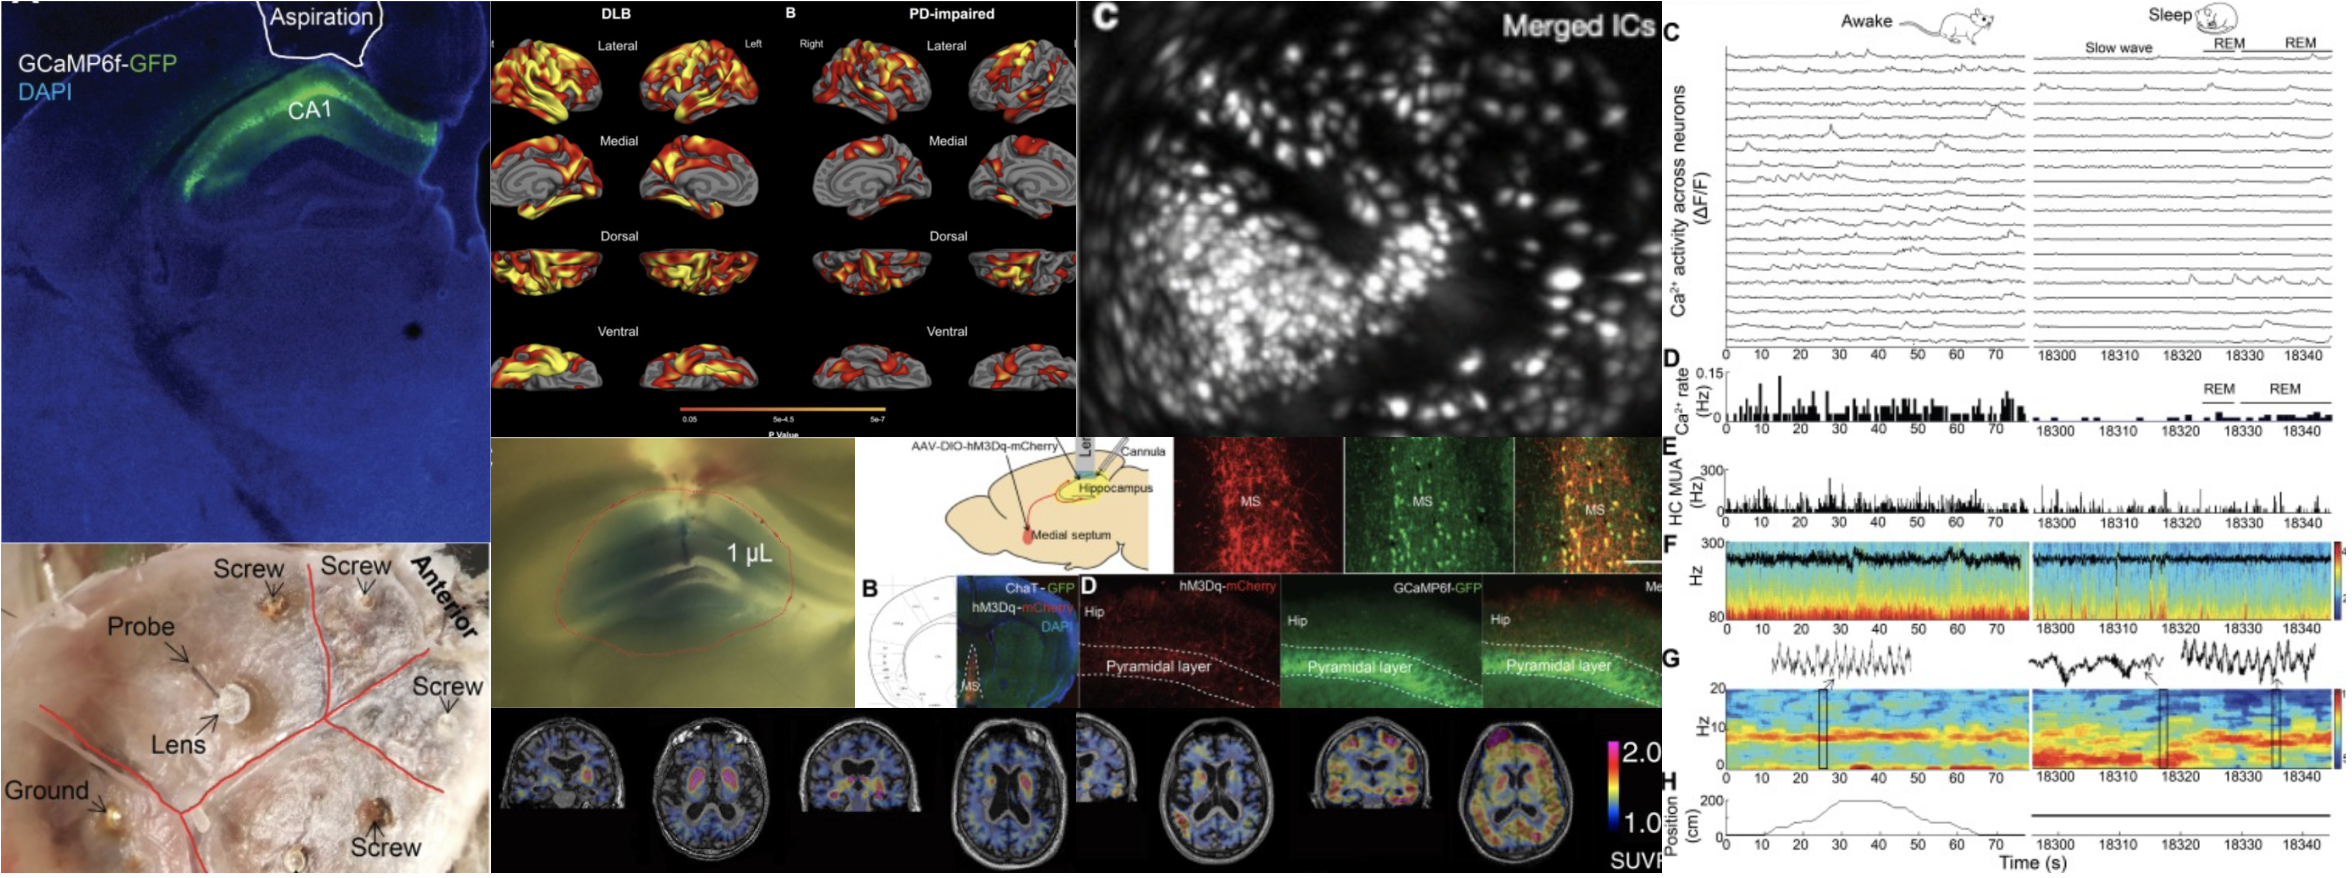 Aspiration
GCaMP6f-GFP
DAPI
CA1
DLB
B
PD-impaired
Lateral
Left
Right
Lateral
Medial
Medial
Dorsal
Dorsal
Ventral
Ventral
0.05
5e-4.5
5e-7
P Value
C
Merged ICs
C
Awake
Sleep
Slow wave
REM
REM
Ca²⁺ activity across neurons
(ΔF/F)
0 10 20 30 40 50 60 70
18300 18310 18320 18330 18340
D
Ca²⁺ rate
(Hz)
0.15
0
REM
REM
0 10 20 30 40 50 60 70
18300 18310 18320 18330 18340
E
HC MUA
(Hz)
300
0
0 10 20 30 40 50 60 70
18300 18310 18320 18330 18340
F
300
Hz
80
0 10 20 30 40 50 60 70
18300 18310 18320 18330 18340
G
20
Hz
10
0
0 10 20 30 40 50 60 70
18300 18310 18320 18330 18340
H
Position
(cm)
200
0
0 10 20 30 40 50 60 70
18300 18310 18320 18330 18340
Time (s)
1 µL
AAV-DIO-hM3Dq-mCherry
Len
Cannula
Hippocampus
Medial septum
MS
MS
MS
B
ChaT-GFP
hM3Dq-mCherry
DAPI
MS
D
hM3Dq-mCherry
Hip
Pyramidal layer
GCaMP6f-GFP
Hip
Pyramidal layer
Me
Hip
Pyramidal layer
Screw
Screw
Anterior
Probe
Screw
Lens
Ground
Screw
2.0
1.0
SUVR